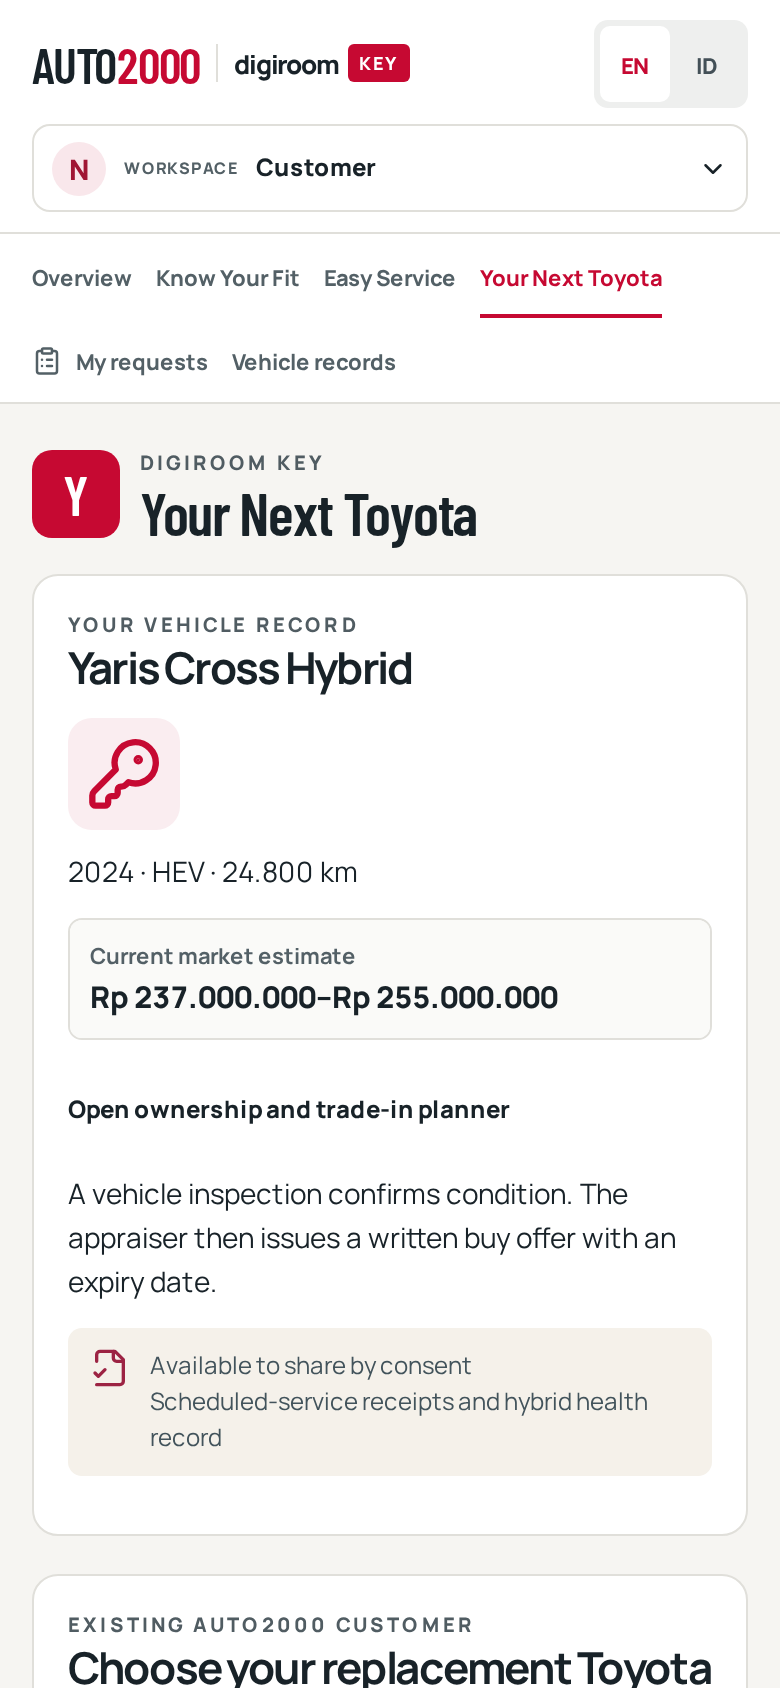 AUTO2000 digiroom KEY
EN ID
N WORKSPACE Customer
Overview Know Your Fit Easy Service Your Next Toyota
My requests Vehicle records
Y
DIGIROOM KEY
Your Next Toyota
YOUR VEHICLE RECORD
Yaris Cross Hybrid
2024 · HEV · 24.800 km
Current market estimate
Rp 237.000.000–Rp 255.000.000
Open ownership and trade-in planner
A vehicle inspection confirms condition. The
appraiser then issues a written buy offer with an
expiry date.
Available to share by consent
Scheduled-service receipts and hybrid health
record
EXISTING AUTO2000 CUSTOMER
Choose your replacement Toyota